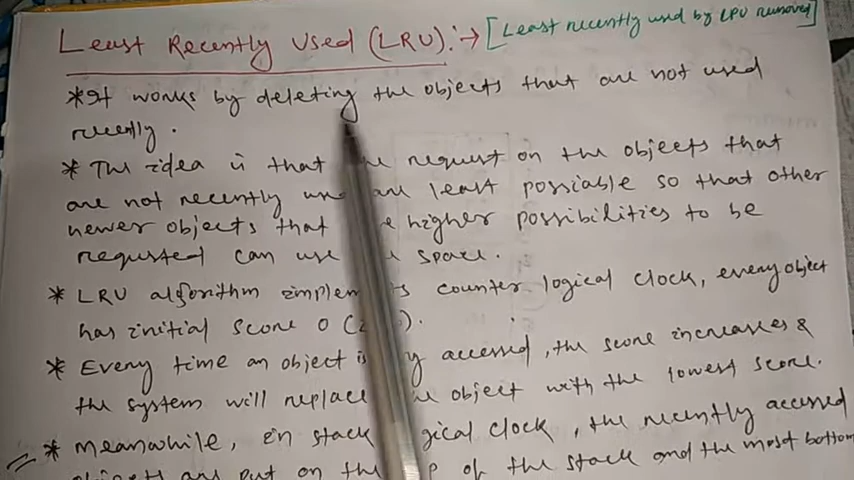 Least Recently Used (LRU) :→ [Least recently used by CPU removed]
*It works by deleting the objects that are not used
recently.
* The idea is that request on the objects that
are not recently are least possiable so that other
newer objects that higher possibilities to be
requsted can use space.
* LRU algorithm counter logical clock, every object
has initial score 0
* Every time an object is accessed, the score increases &
the system will replace object with the lowest score.
* Meanwhile, in stack clock, the recently accessed
objects are put on the of the stack and the most bottom